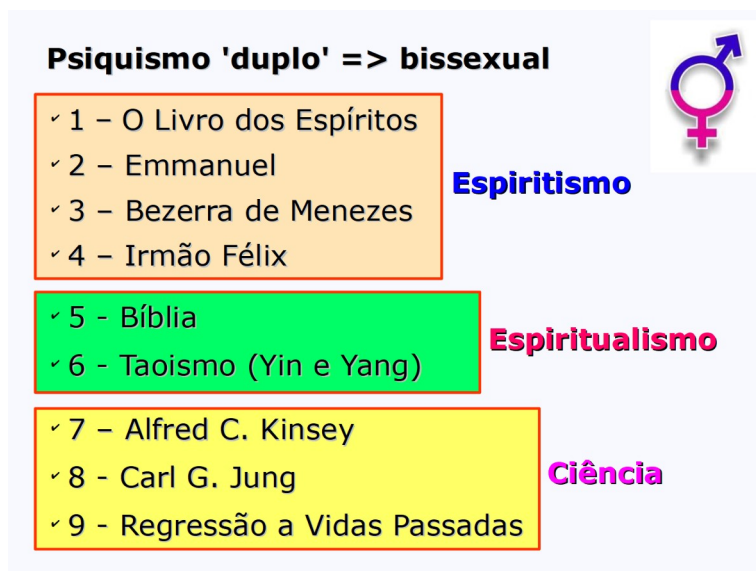 Psiquismo 'duplo' => bissexual
✓ 1 – O Livro dos Espíritos
✓ 2 – Emmanuel
Espiritismo
✓ 3 – Bezerra de Menezes
✓ 4 – Irmão Félix
✓ 5 - Bíblia
Espiritualismo
✓ 6 - Taoismo (Yin e Yang)
✓ 7 – Alfred C. Kinsey
✓ 8 - Carl G. Jung
Ciência
✓ 9 - Regressão a Vidas Passadas